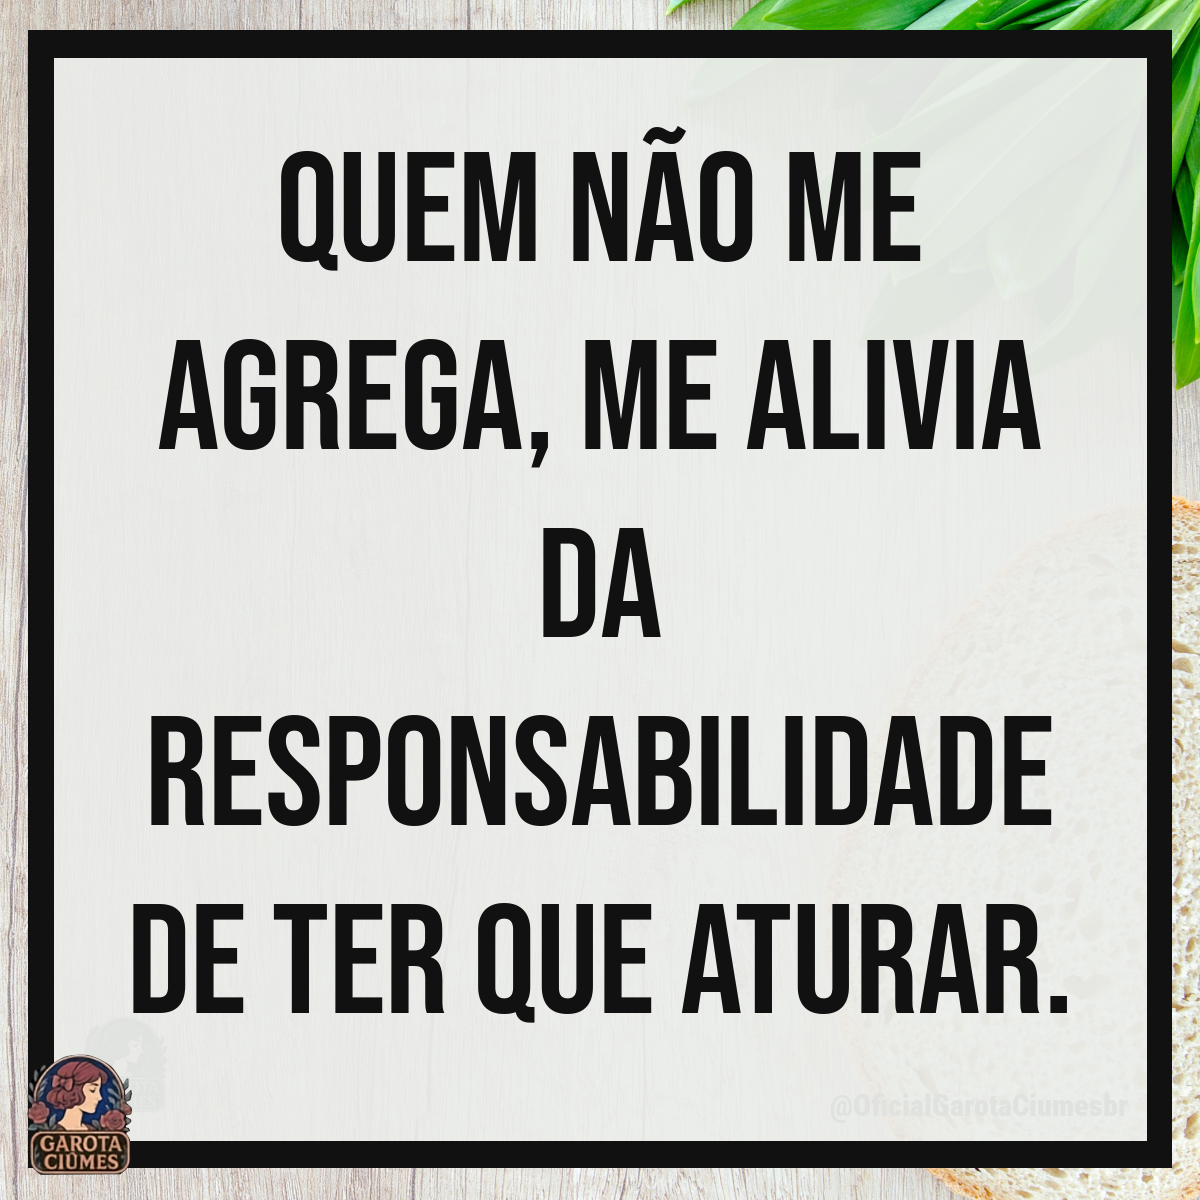 QUEM NÃO ME
AGREGA, ME ALIVIA
DA
RESPONSABILIDADE
DE TER QUE ATURAR.
@OficialGarotaCiumesbr
GAROTA
CIÚMES